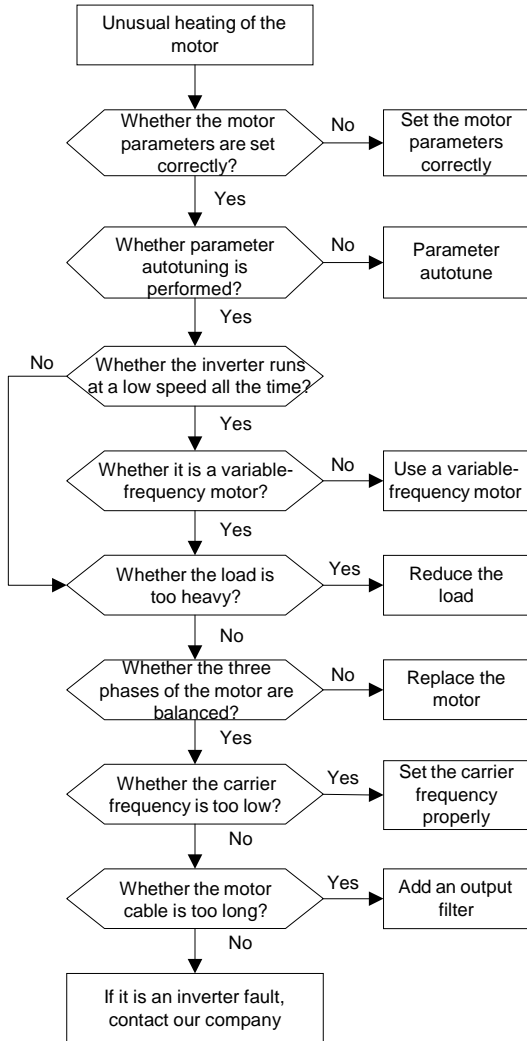 Unusual heating of the
motor
Whether the motor
parameters are set
correctly?
No
Set the motor
parameters
correctly
Yes
Whether parameter
autotuning is
performed?
No
Parameter
autotune
Yes
No
Whether the inverter runs
at a low speed all the time?
Yes
Whether it is a variable-
frequency motor?
No
Use a variable-
frequency motor
Yes
Whether the load is
too heavy?
Yes
Reduce the
load
No
Whether the three
phases of the motor are
balanced?
No
Replace the
motor
Yes
Whether the carrier
frequency is too low?
Yes
Set the carrier
frequency
properly
No
Whether the motor
cable is too long?
Yes
Add an output
filter
No
If it is an inverter fault,
contact our company